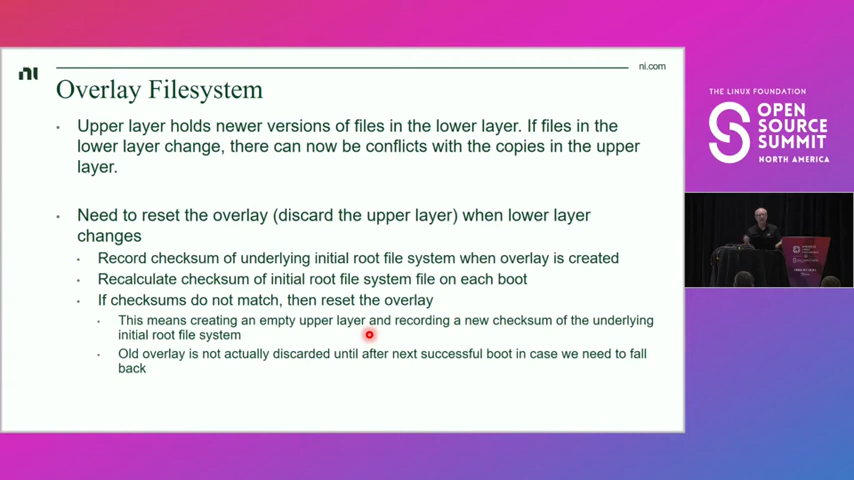 ni
ni.com
Overlay Filesystem
• Upper layer holds newer versions of files in the lower layer. If files in the
lower layer change, there can now be conflicts with the copies in the upper
layer.
• Need to reset the overlay (discard the upper layer) when lower layer
changes
• Record checksum of underlying initial root file system when overlay is created
• Recalculate checksum of initial root file system file on each boot
• If checksums do not match, then reset the overlay
• This means creating an empty upper layer and recording a new checksum of the underlying
initial root file system
• Old overlay is not actually discarded until after next successful boot in case we need to fall
back
THE LINUX FOUNDATION
OPEN
SOURCE
SUMMIT
NORTH AMERICA